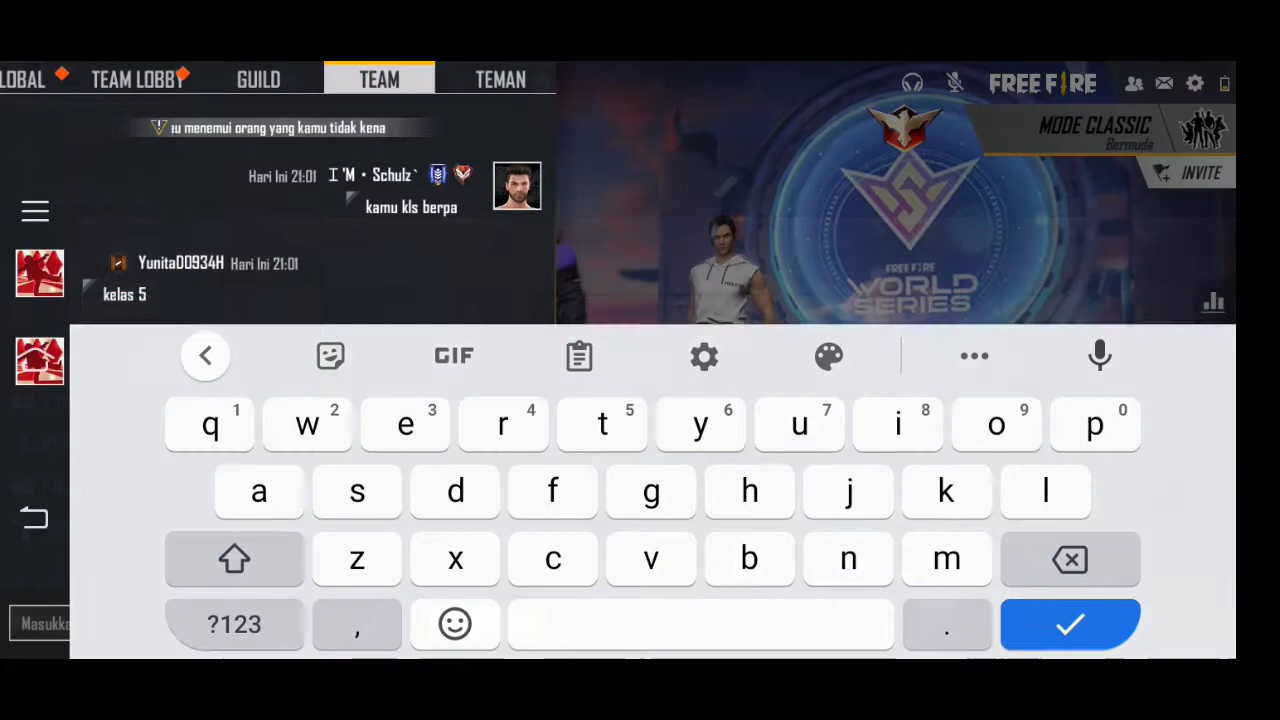 LOBAL TEAM LOBBY GUILD TEAM TEMAN
FREE FIRE
MODE CLASSIC
Bermuda
INVITE
u menemui orang yang kamu tidak kena
Hari Ini 21:01 I'M • Schulz`
kamu kls berpa
YunitaD0934H Hari Ini 21:01
kelas 5
FREE FIRE
WORLD
SERIES
GIF
q 1 w 2 e 3 r 4 t 5 y 6 u 7 i 8 o 9 p 0
a s d f g h j k l
z x c v b n m
Masukka
?123 , .